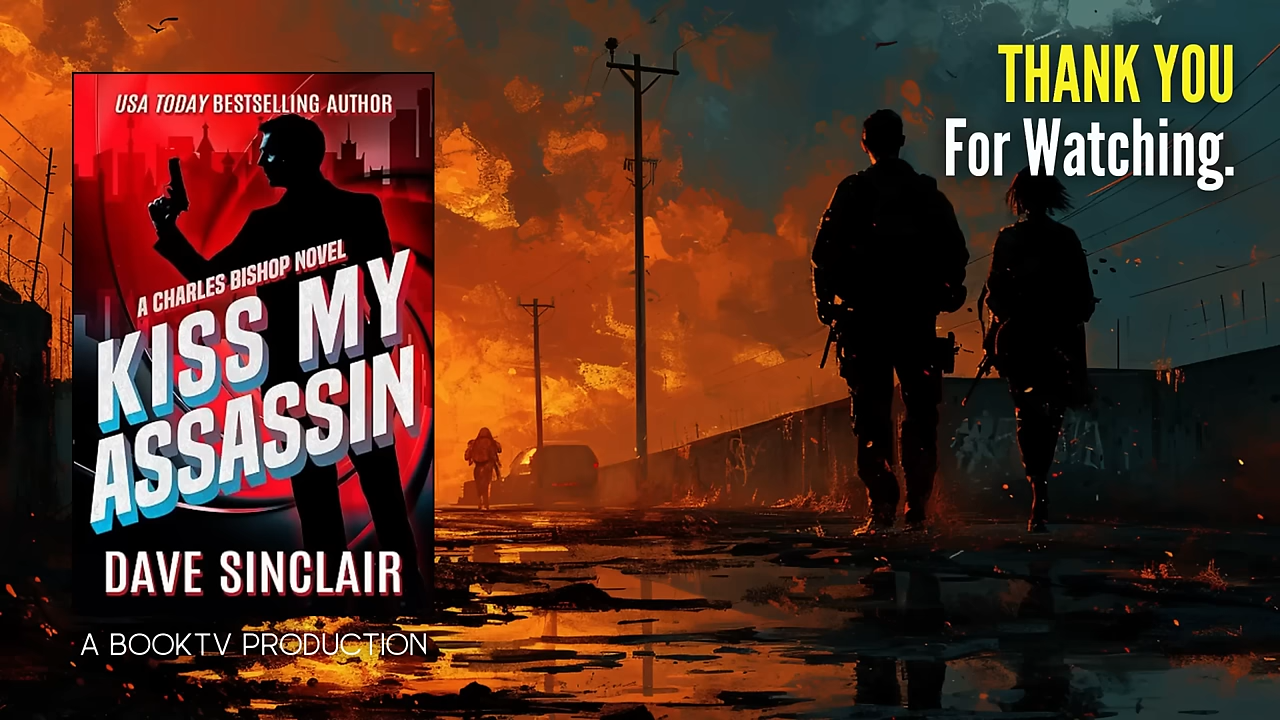 USA TODAY BESTSELLING AUTHOR
A CHARLES BISHOP NOVEL
KISS MY
ASSASSIN
DAVE SINCLAIR
A BOOKTV PRODUCTION
THANK YOU
For Watching.